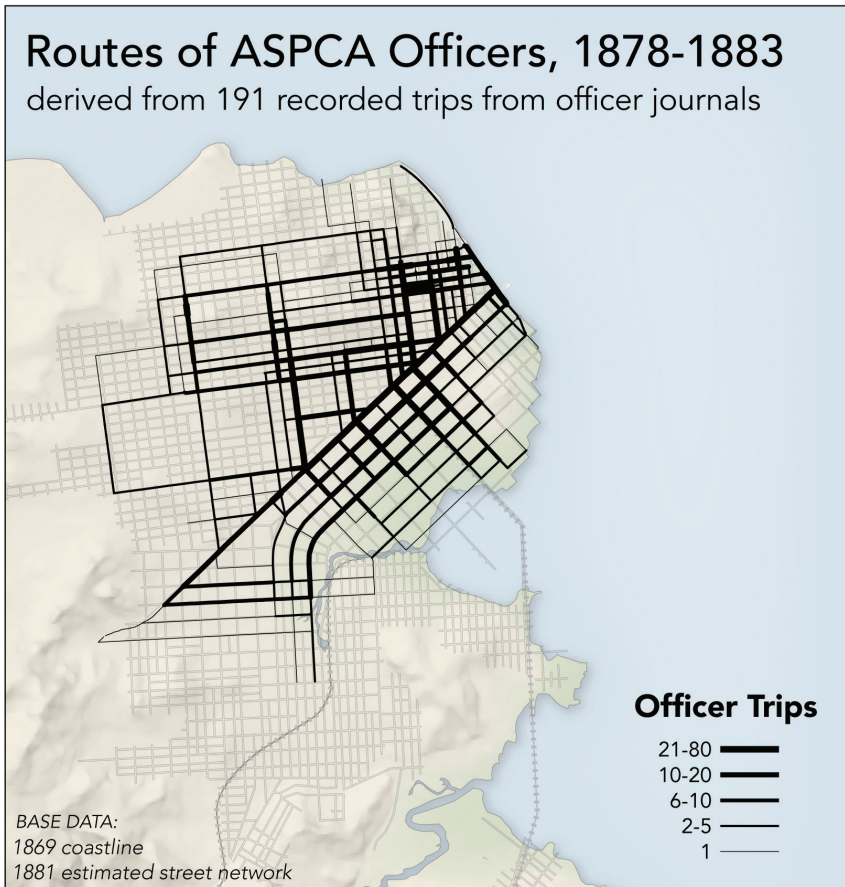 Routes of ASPCA Officers, 1878-1883
derived from 191 recorded trips from officer journals
Officer Trips
21-80
10-20
6-10
2-5
1
BASE DATA:
1869 coastline
1881 estimated street network